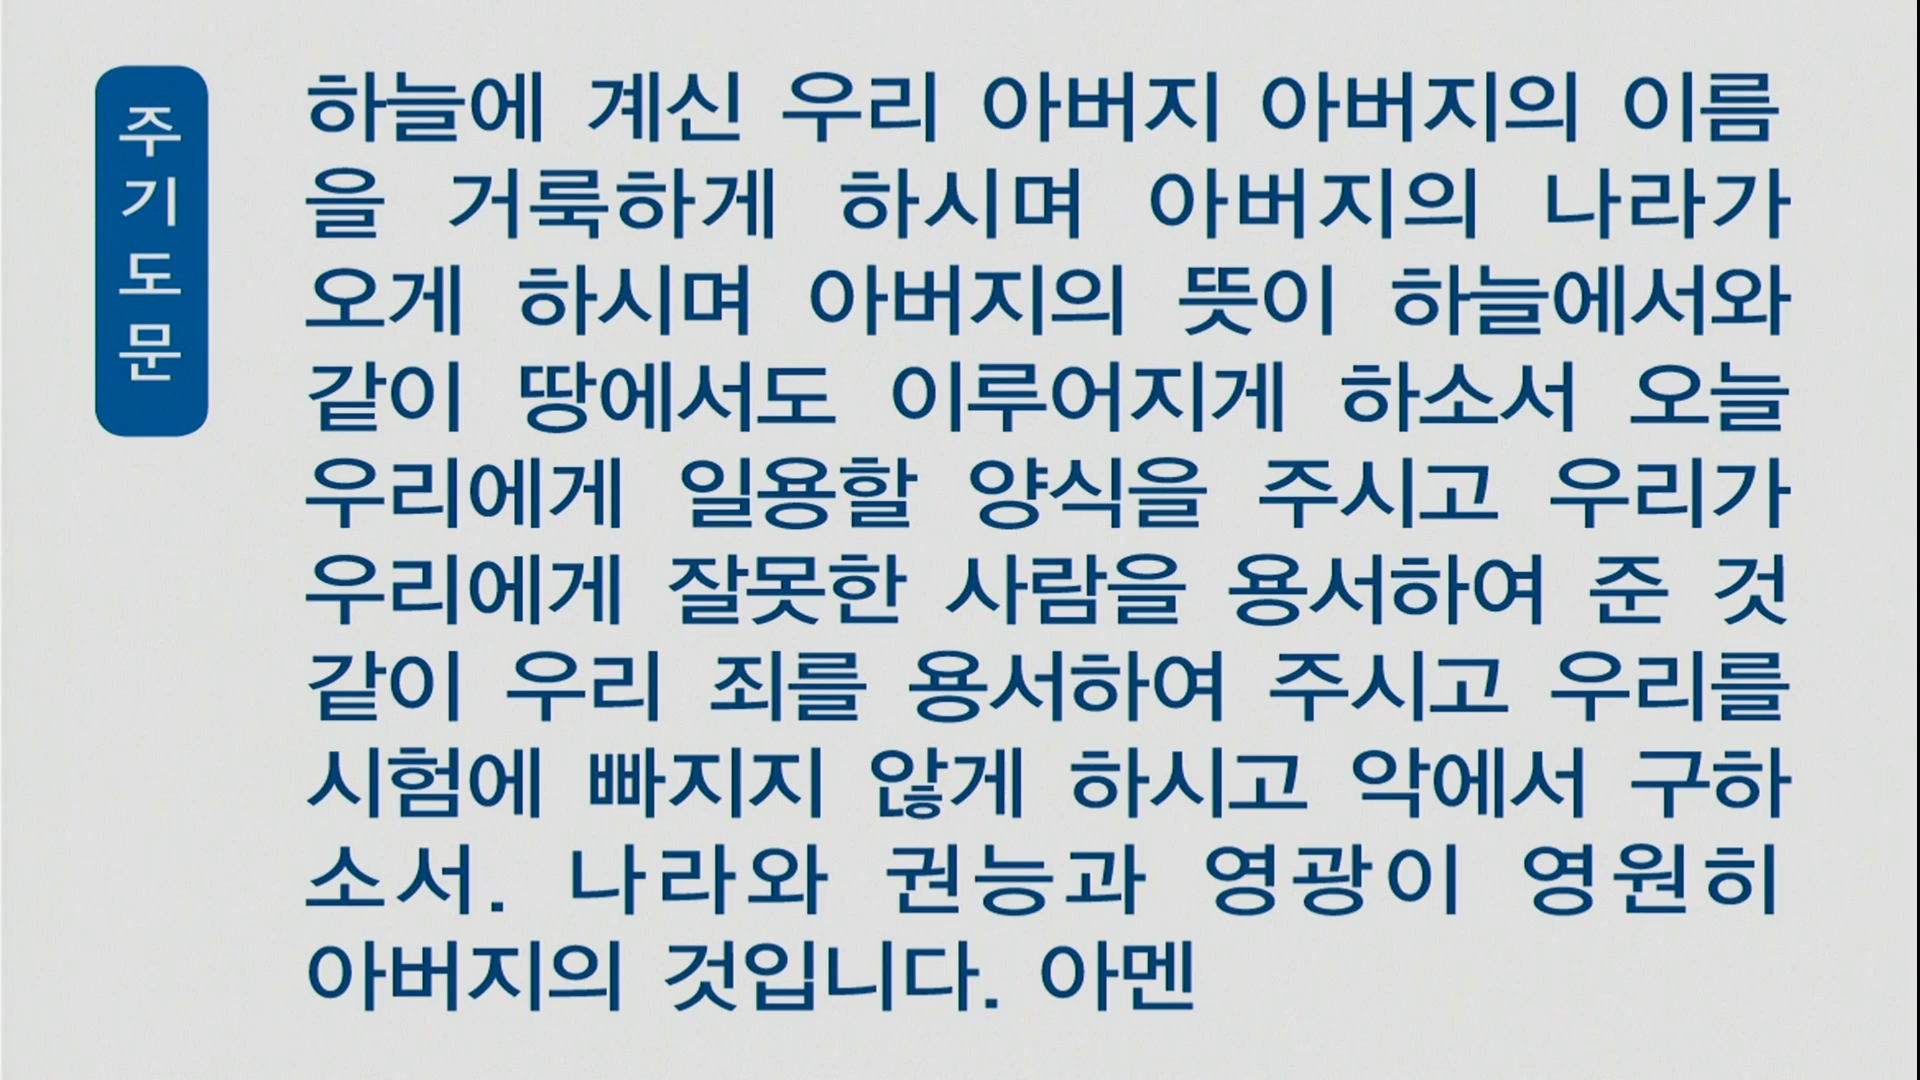 주기도문
하늘에 계신 우리 아버지 아버지의 이름
을 거룩하게 하시며 아버지의 나라가
오게 하시며 아버지의 뜻이 하늘에서와
같이 땅에서도 이루어지게 하소서 오늘
우리에게 일용할 양식을 주시고 우리가
우리에게 잘못한 사람을 용서하여 준 것
같이 우리 죄를 용서하여 주시고 우리를
시험에 빠지지 않게 하시고 악에서 구하
소서. 나라와 권능과 영광이 영원히
아버지의 것입니다. 아멘